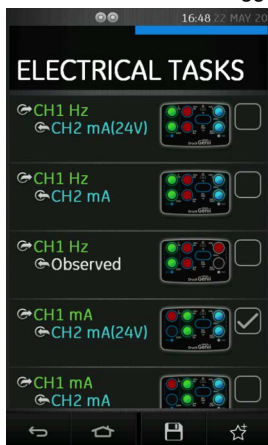 16:48 22 MAY 20
ELECTRICAL TASKS
CH1 Hz
CH2 mA(24V)
CH1 Hz
CH2 mA
CH1 Hz
Observed
CH1 mA
CH2 mA(24V)
CH1 mA
CH2 mA